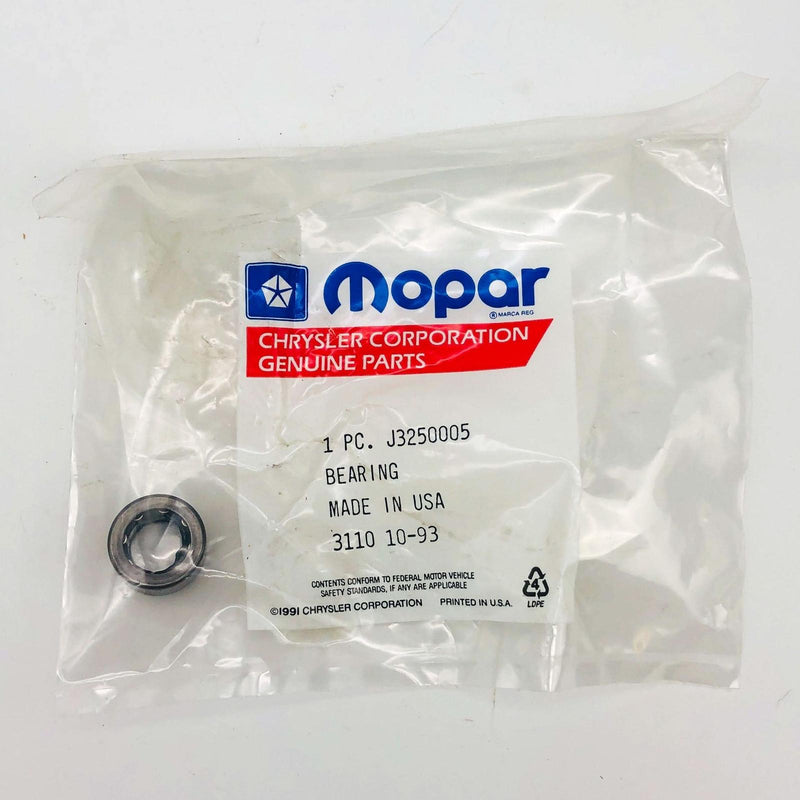 mopar
® MARCA REG
CHRYSLER CORPORATION
GENUINE PARTS
1 PC. J3250005
BEARING
MADE IN USA
3110 10-93
CONTENTS CONFORM TO FEDERAL MOTOR VEHICLE
SAFETY STANDARDS, IF ANY ARE APPLICABLE
©1991 CHRYSLER CORPORATION PRINTED IN U.S.A.
4
LDPE